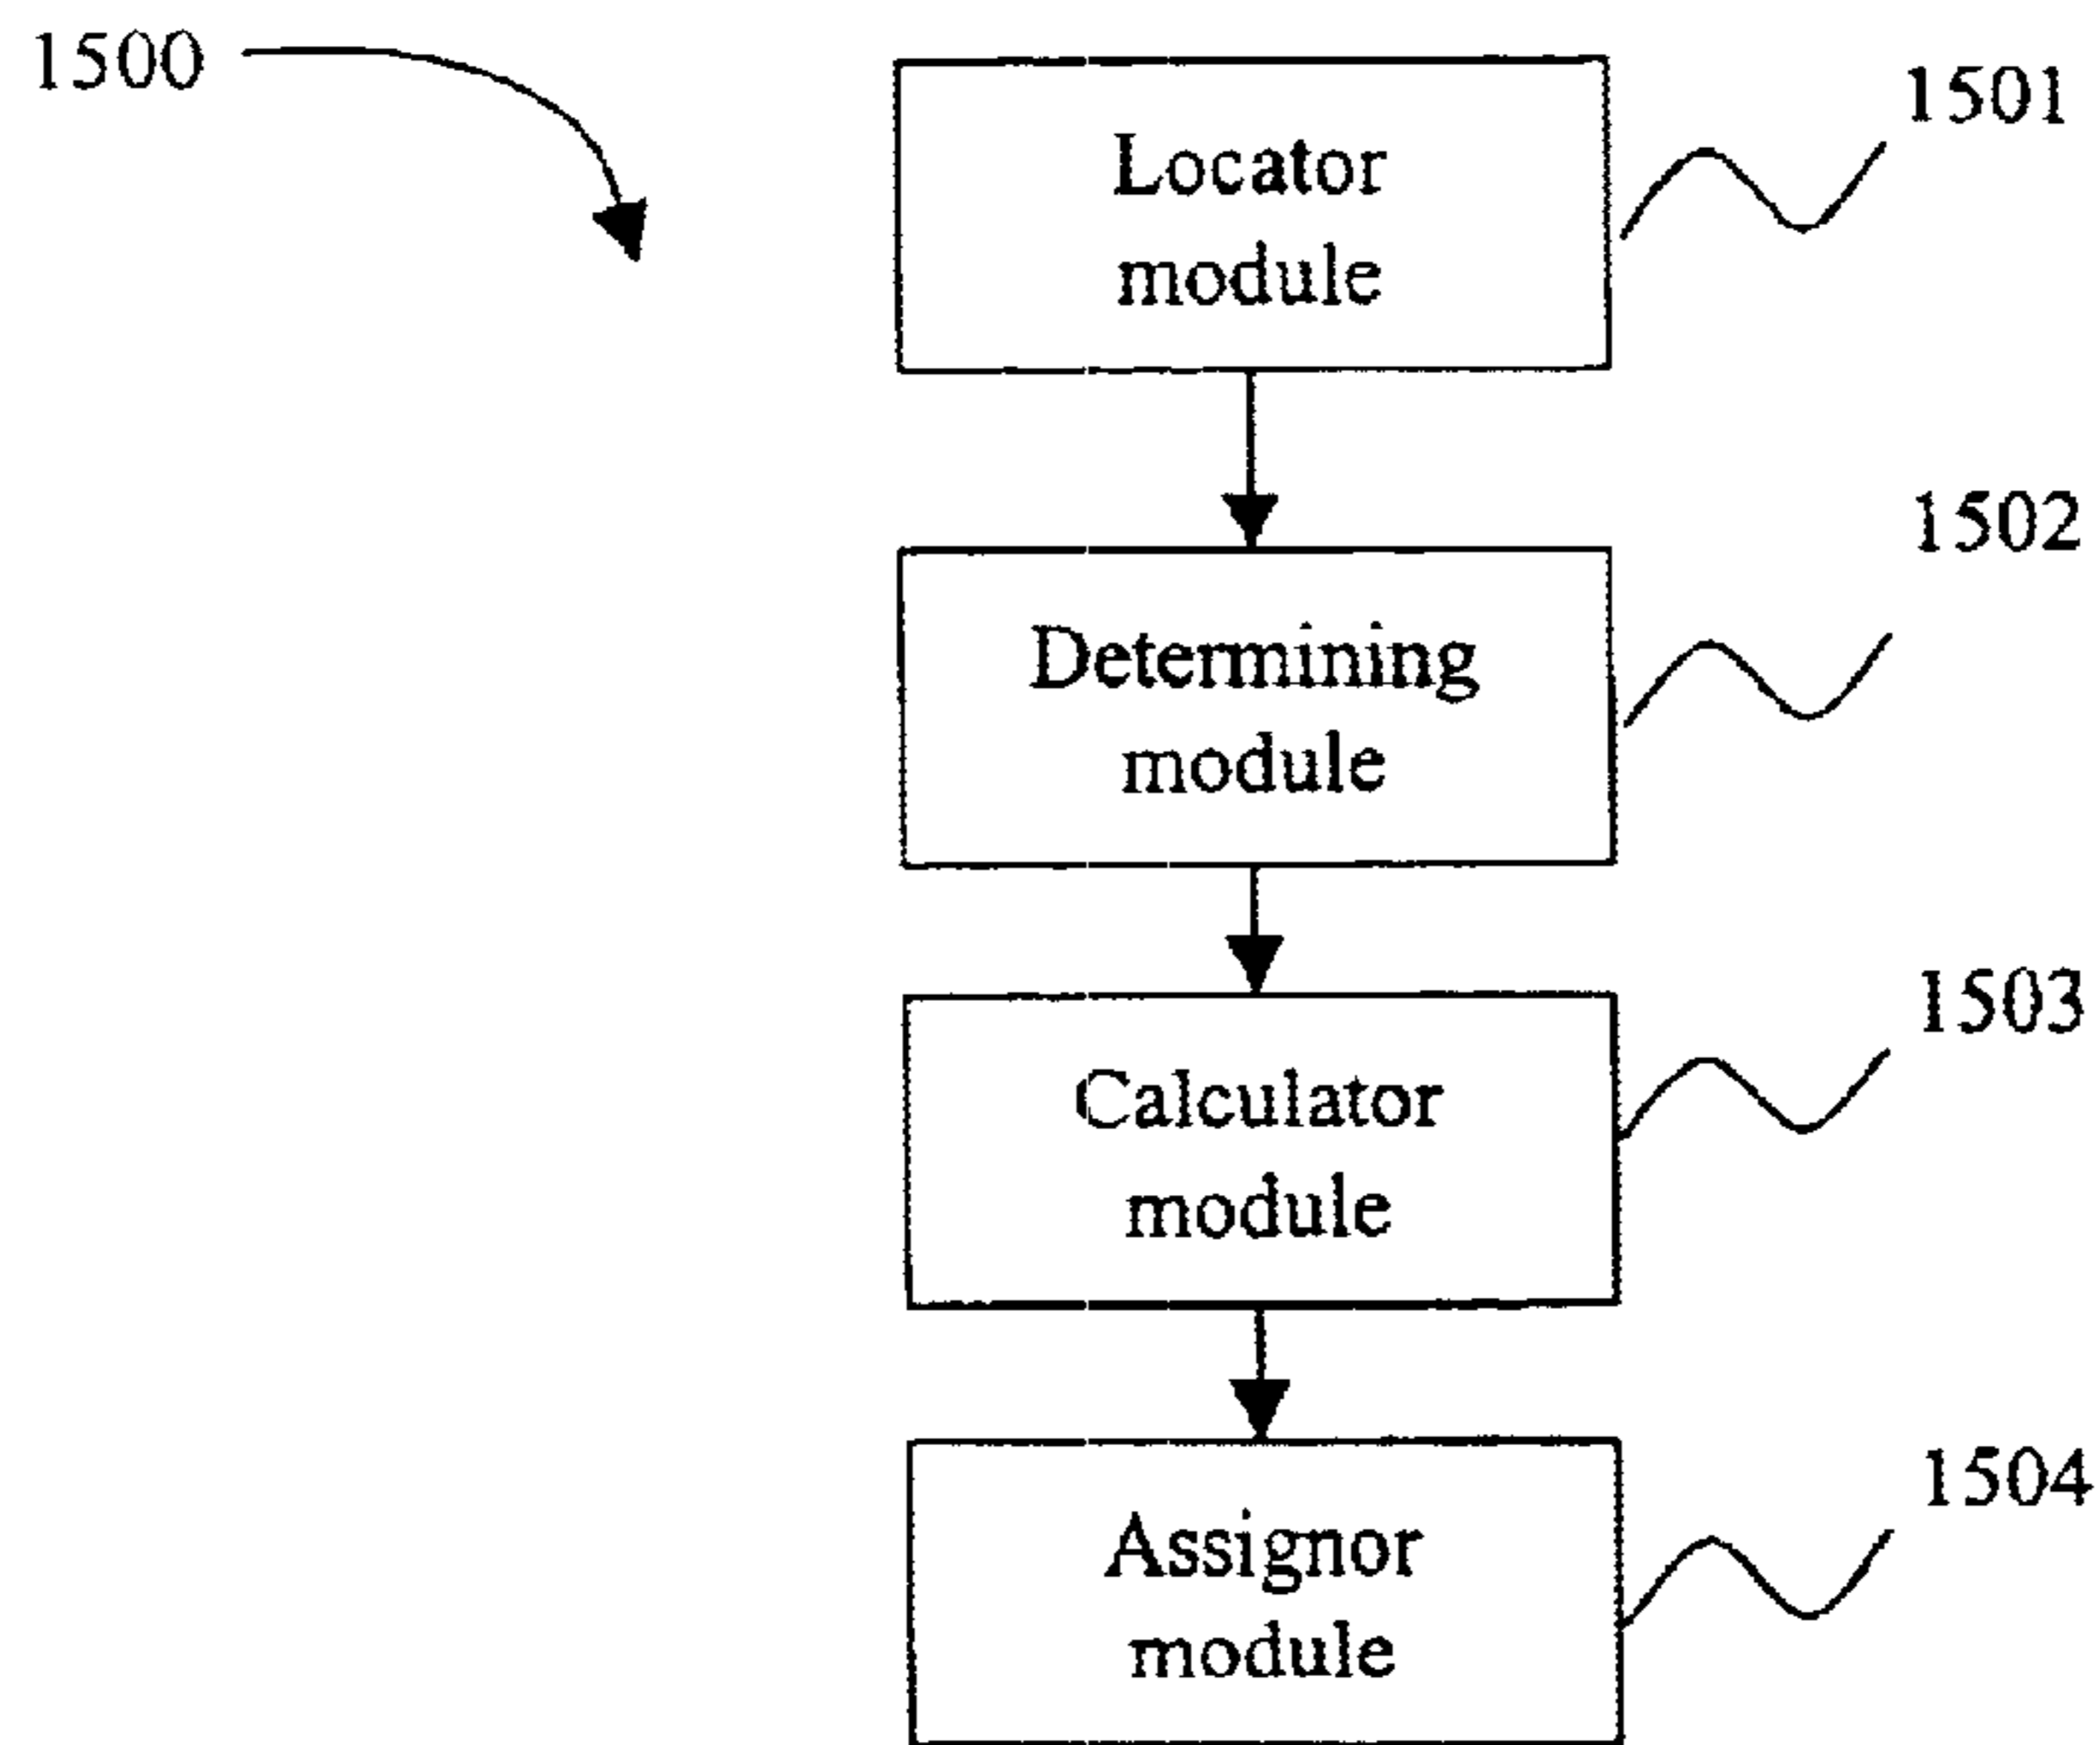 1500
1501
Locator
module
1502
Determining
module
1503
Calculator
module
1504
Assignor
module